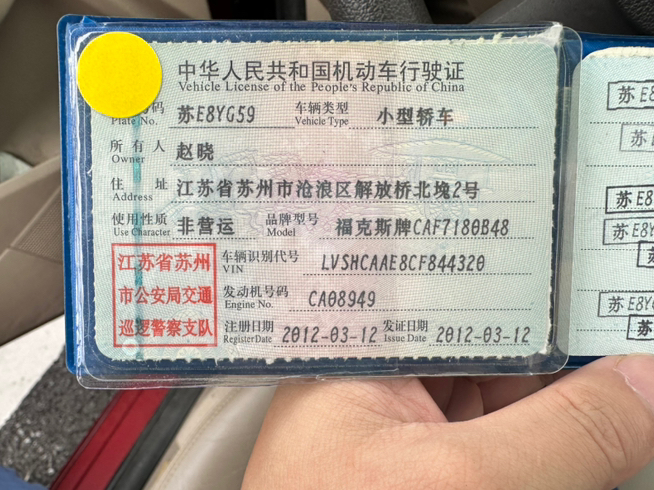 中华人民共和国机动车行驶证
Vehicle License of the People's Republic of China
码 苏E8YG59 车辆类型 小型轿车
Plate No. Vehicle Type
所有人 赵晓
Owner
住址 江苏省苏州市沧浪区解放桥北塊2号
Address
使用性质 非营运 品牌型号 福克斯牌CAF7180B48
Use Character Model
江苏省苏州 车辆识别代号 LVSHCAAE8CF844320
VIN
市公安局交通 发动机号码 CA08949
Engine No.
巡逻警察支队 注册日期 2012-03-12 发证日期 2012-03-12
RegisterDate Issue Date
苏E8
苏E8
苏E8
苏E8Y
苏E8Y